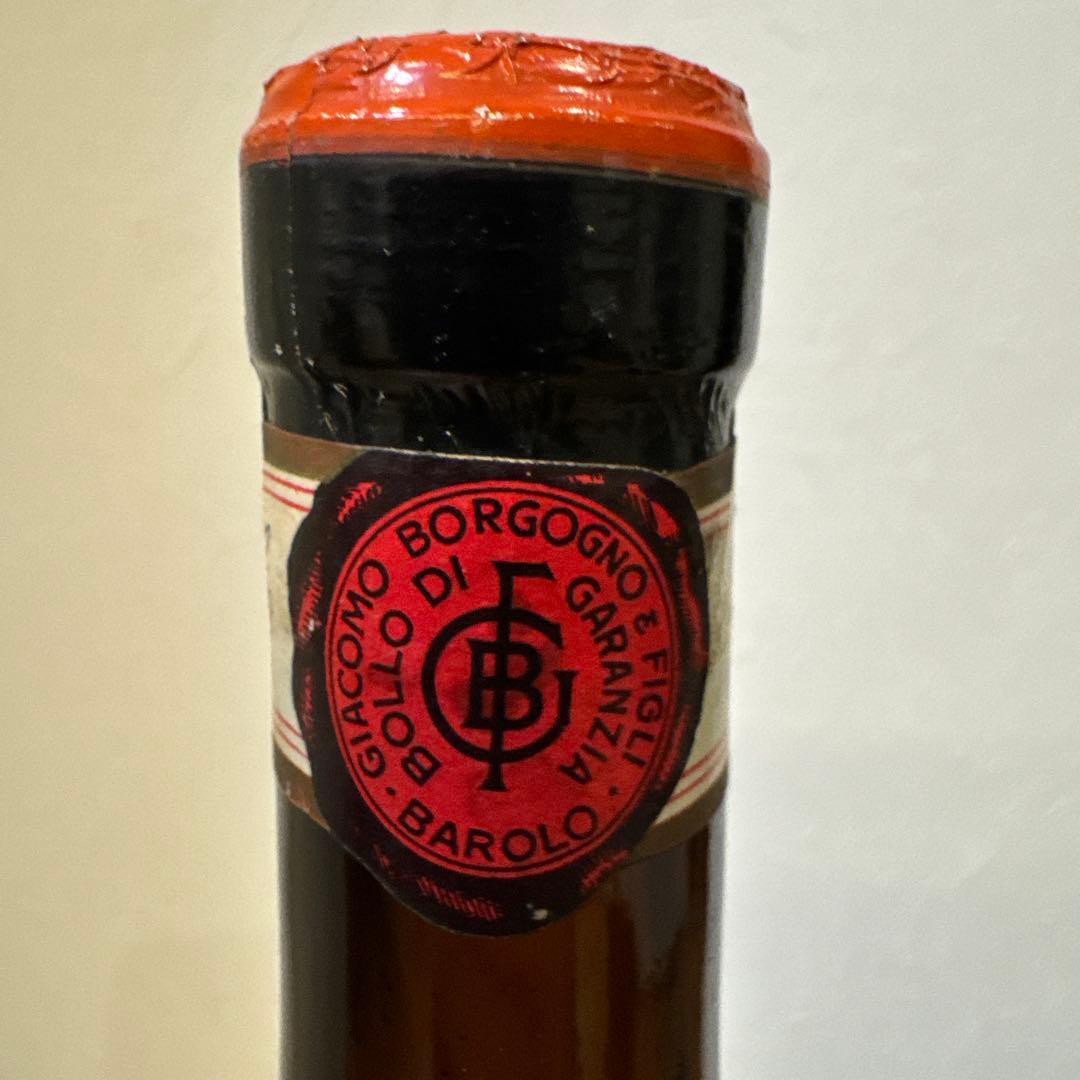 GIACOMO BORGOGNO & FIGLI
BOLLO DI GARANZIA
GBF
· BAROLO ·